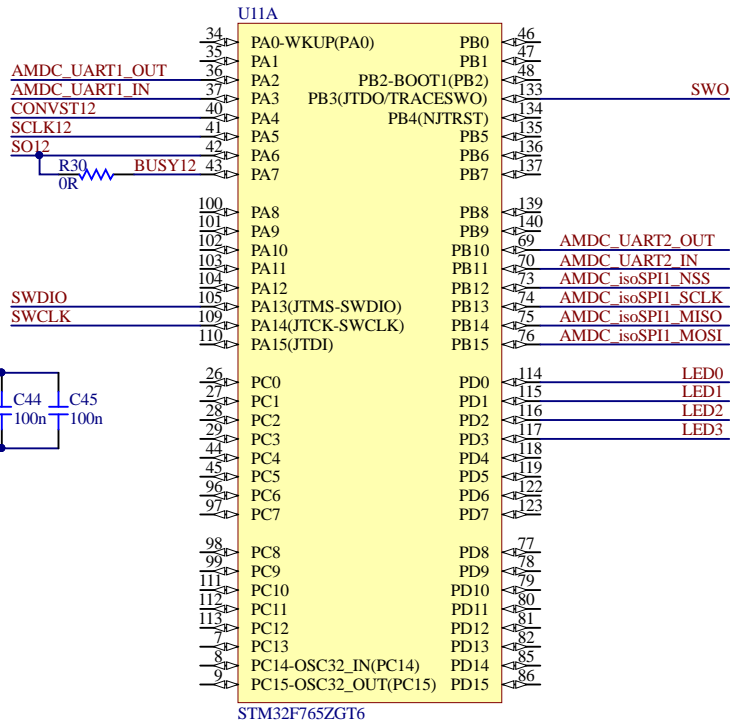 U11A
34 PA0-WKUP(PA0) PB0 46
35 PA1 PB1 47
AMDC_UART1_OUT 36 PA2 PB2-BOOT1(PB2) 48
AMDC_UART1_IN 37 PA3 PB3(JTDO/TRACESWO) 133 SWO
CONVST12 40 PA4 PB4(NJTRST) 134
SCLK12 41 PA5 PB5 135
SO12 42 PA6 PB6 136
R30 BUSY12 43 PA7 PB7 137
0R
100 PA8 PB8 139
101 PA9 PB9 140
102 PA10 PB10 69 AMDC_UART2_OUT
103 PA11 PB11 70 AMDC_UART2_IN
104 PA12 PB12 73 AMDC_isoSPI1_NSS
SWDIO 105 PA13(JTMS-SWDIO) PB13 74 AMDC_isoSPI1_SCLK
SWCLK 109 PA14(JTCK-SWCLK) PB14 75 AMDC_isoSPI1_MISO
110 PA15(JTDI) PB15 76 AMDC_isoSPI1_MOSI
26 PC0 PD0 114 LED0
C44 C45 27 PC1 PD1 115 LED1
100n 100n 28 PC2 PD2 116 LED2
29 PC3 PD3 117 LED3
44 PC4 PD4 118
45 PC5 PD5 119
96 PC6 PD6 122
97 PC7 PD7 123
98 PC8 PD8 77
99 PC9 PD9 78
111 PC10 PD10 79
112 PC11 PD11 80
113 PC12 PD12 81
7 PC13 PD13 82
8 PC14-OSC32_IN(PC14) PD14 85
9 PC15-OSC32_OUT(PC15) PD15 86
STM32F765ZGT6